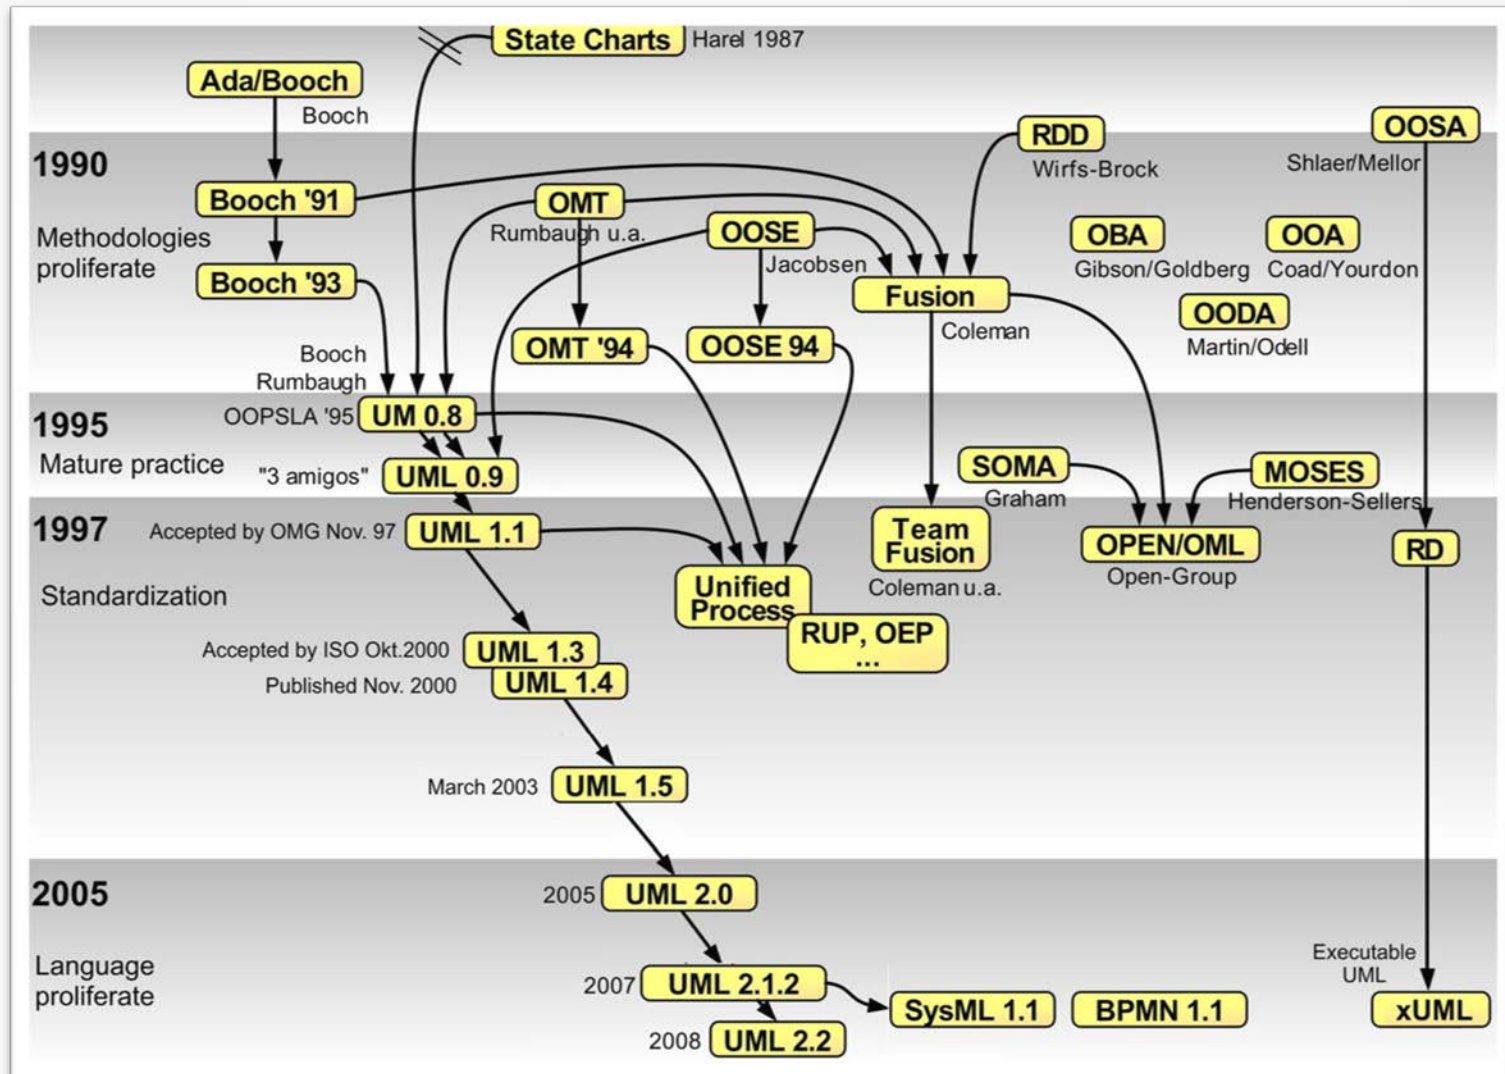 State Charts Harel 1987
Ada/Booch
Booch
OOSA
Shlaer/Mellor
RDD
Wirfs-Brock
1990
Methodologies
proliferate
Booch '91
OMT
Rumbaugh u.a.
OOSE
Jacobsen
OBA
Gibson/Goldberg
OOA
Coad/Yourdon
Booch '93
Fusion
Coleman
OODA
Martin/Odell
OMT '94
OOSE 94
Booch
Rumbaugh
1995
Mature practice
OOPSLA '95 UM 0.8
"3 amigos" UML 0.9
SOMA
Graham
MOSES
Henderson-Sellers
1997
Standardization
Accepted by OMG Nov. 97 UML 1.1
Team
Fusion
Coleman u.a.
OPEN/OML
Open-Group
RD
Unified
Process
RUP, OEP
...
Accepted by ISO Okt.2000 UML 1.3
Published Nov. 2000 UML 1.4
March 2003 UML 1.5
2005
Language
proliferate
2005 UML 2.0
2007 UML 2.1.2
2008 UML 2.2
SysML 1.1
BPMN 1.1
Executable
UML
xUML